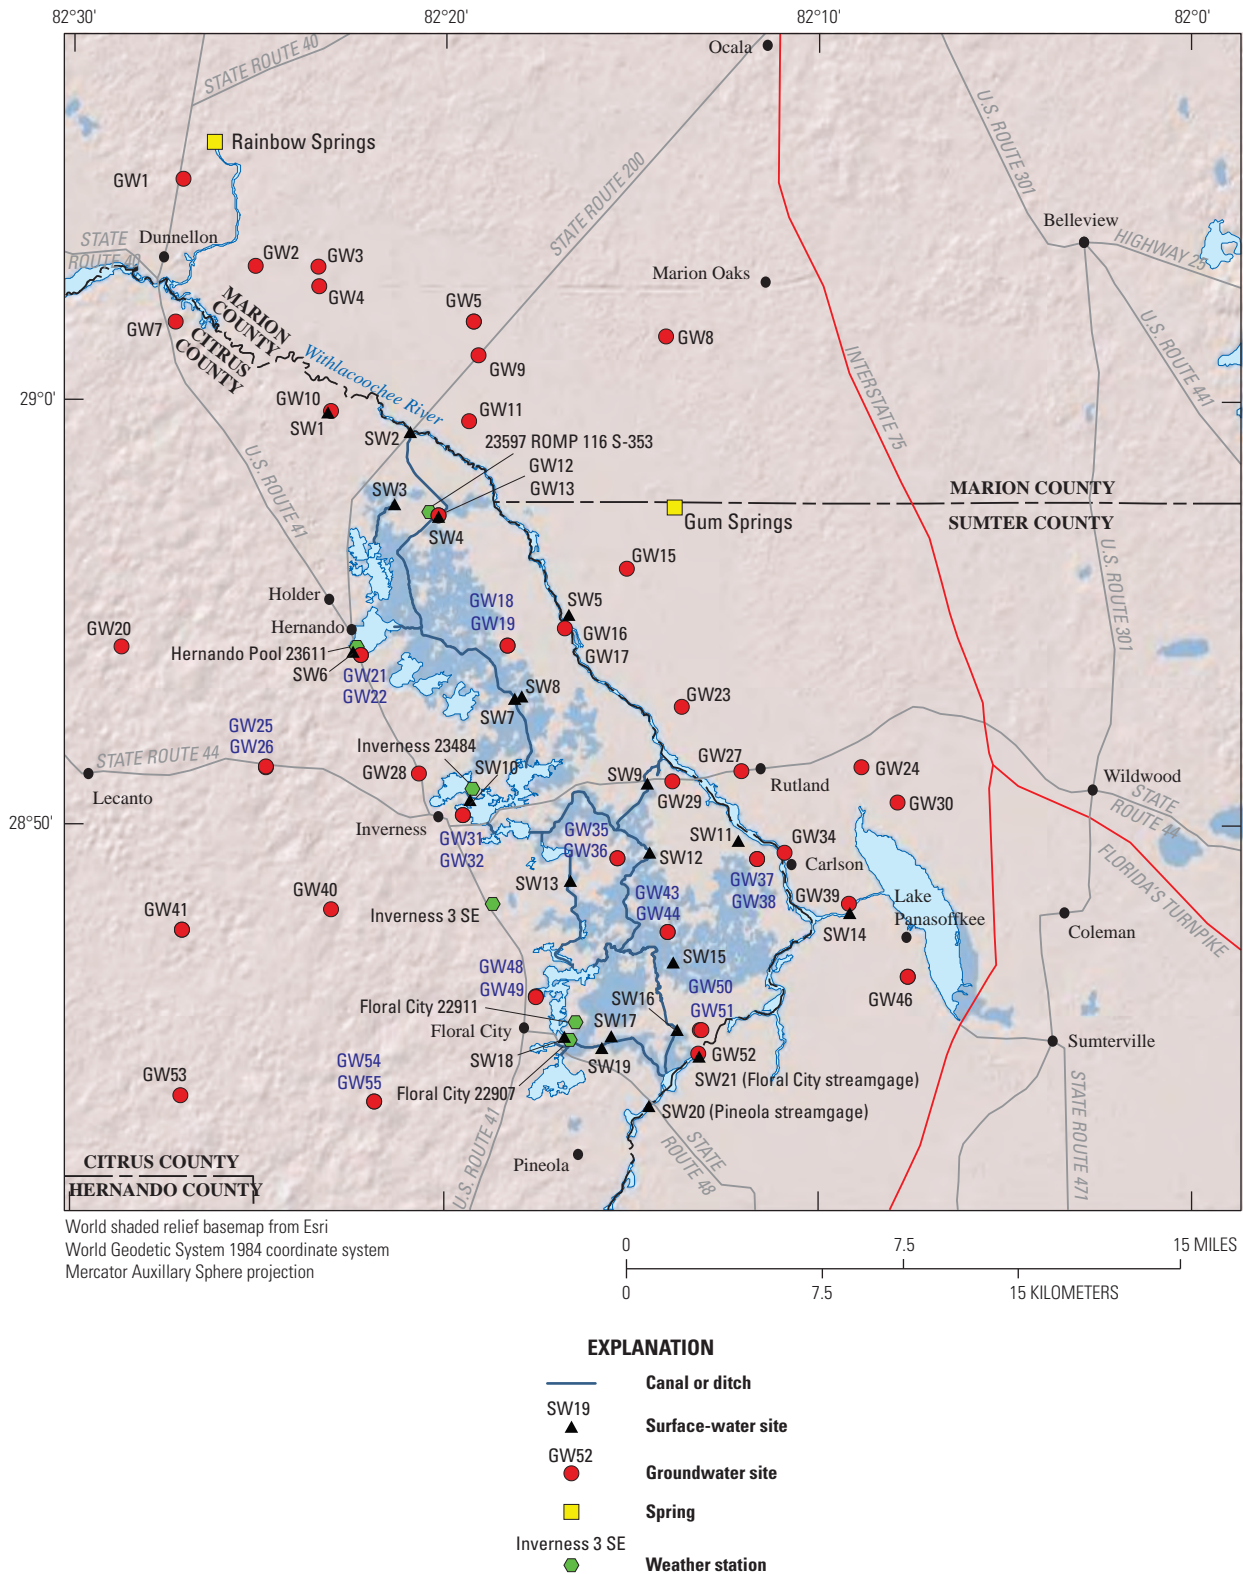 82°30'
82°20'
82°10'
82°0'
STATE ROUTE 40
Ocala
Rainbow Springs
U.S. ROUTE 301
STATE ROUTE 200
GW1
Belleview
STATE
ROUTE 40
Dunnellon
HIGHWAY 25
GW2
GW3
Marion Oaks
GW4
MARION
COUNTY
GW5
GW7
CITRUS
COUNTY
GW8
U.S. ROUTE 441
Withlacoochee River
GW9
INTERSTATE 75
29°0'
GW10
SW1
GW11
SW2
23597 ROMP 116 S-353
U.S. ROUTE 41
GW12
GW13
SW3
MARION COUNTY
SUMTER COUNTY
Gum Springs
SW4
U.S. ROUTE 301
GW15
Holder
GW18
GW19
SW5
GW20
Hernando
GW16
GW17
Hernando Pool 23611
SW6
GW21
GW22
SW8
SW7
GW23
GW25
GW26
STATE ROUTE 44
Inverness 23484
SW10
GW28
SW9
GW27
GW24
Rutland
Wildwood
Lecanto
GW29
GW30
STATE
ROUTE 44
28°50'
Inverness
GW31
GW32
GW35
GW36
SW11
GW34
SW12
Carlson
FLORIDA'S TURNPIKE
GW37
GW38
SW13
GW43
GW44
GW40
GW39
Lake
Panasoffkee
GW41
Inverness 3 SE
SW14
Coleman
SW15
GW48
GW49
GW50
GW51
GW46
Floral City 22911
SW16
Floral City
SW17
SW18
SW19
GW52
Sumterville
GW53
GW54
GW55
Floral City 22907
SW21 (Floral City streamgage)
SW20 (Pineola streamgage)
U.S. ROUTE 41
STATE
ROUTE 48
STATE ROUTE 471
Pineola
CITRUS COUNTY
HERNANDO COUNTY
World shaded relief basemap from Esri
World Geodetic System 1984 coordinate system
Mercator Auxillary Sphere projection
0
7.5
15 MILES
0
7.5
15 KILOMETERS
EXPLANATION
Canal or ditch
SW19
Surface-water site
GW52
Groundwater site
Spring
Inverness 3 SE
Weather station